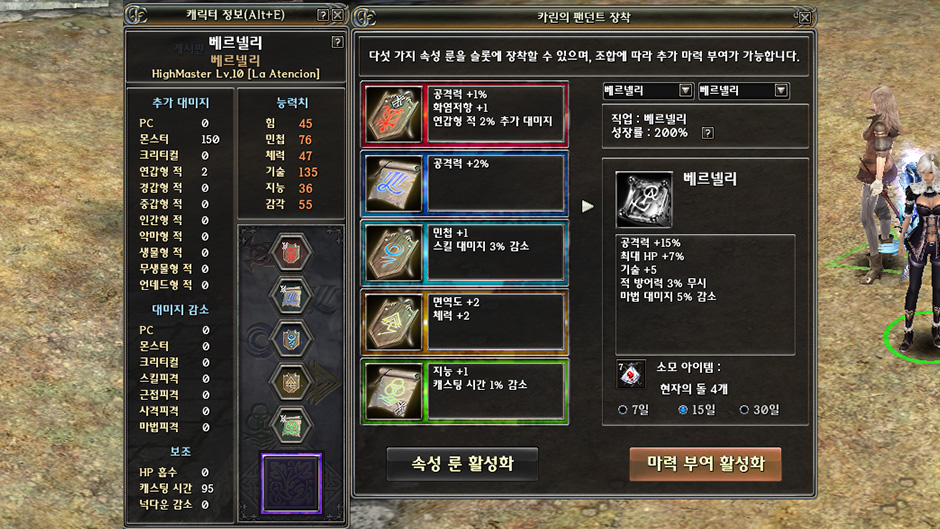 캐릭터 정보(Alt+E)
베르넬리
베르넬리
HighMaster Lv.10 [La Atencion]
추가 대미지
PC 0
몬스터 150
크리티컬 0
연갑형 적 2
경갑형 적 0
중갑형 적 0
인간형 적 0
악마형 적 0
생물형 적 0
무생물형 적 0
언데드형 적 0
대미지 감소
PC 0
몬스터 0
크리티컬 0
스킬피격 0
근접피격 0
사격피격 0
마법피격 0
보조
HP 흡수 0
캐스팅 시간 95
넉다운 감소 0
능력치
힘 45
민첩 76
체력 47
기술 135
지능 36
감각 55
카린의 팬던트 장착
다섯 가지 속성 룬을 슬롯에 장착할 수 있으며, 조합에 따라 추가 마력 부여가 가능합니다.
공격력 +1%
화염저항 +1
연갑형 적 2% 추가 대미지
공격력 +2%
민첩 +1
스킬 대미지 3% 감소
면역도 +2
체력 +2
지능 +1
캐스팅 시간 1% 감소
속성 룬 활성화
베르넬리 베르넬리
직업 : 베르넬리
성장률 : 200% ?
베르넬리
공격력 +15%
최대 HP +7%
기술 +5
적 방어력 3% 무시
마법 대미지 5% 감소
7
소모 아이템 :
현자의 돌 4개
7일 15일 30일
마력 부여 활성화